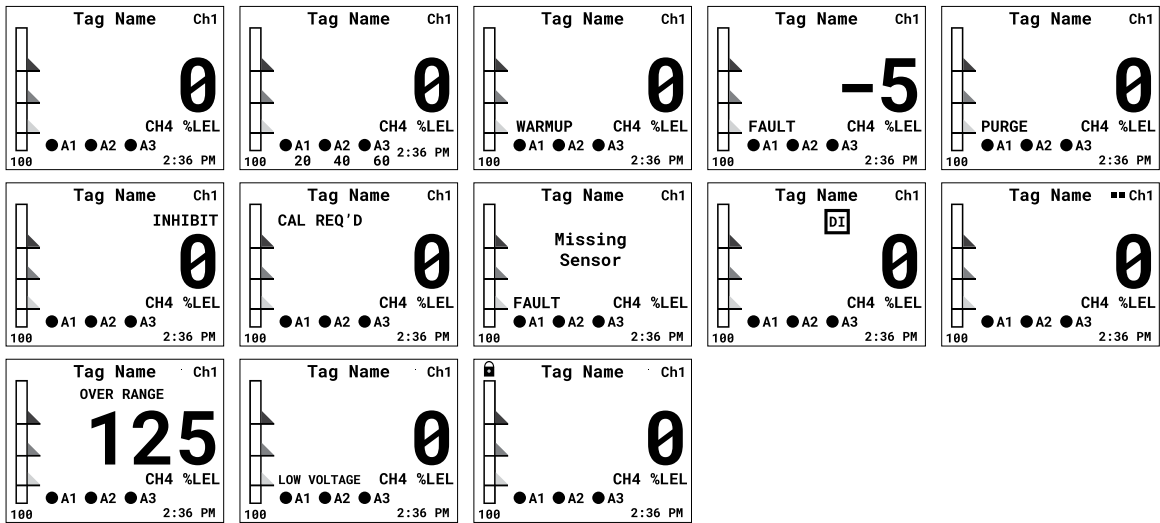 Tag Name Ch1
0
CH4 %LEL
A1 A2 A3
100 2:36 PM
Tag Name Ch1
0
CH4 %LEL
A1 A2 A3
100 20 40 60 2:36 PM
Tag Name Ch1
0
WARMUP CH4 %LEL
A1 A2 A3
100 2:36 PM
Tag Name Ch1
-5
FAULT CH4 %LEL
A1 A2 A3
100 2:36 PM
Tag Name Ch1
0
PURGE CH4 %LEL
A1 A2 A3
100 2:36 PM
Tag Name Ch1
INHIBIT
0
CH4 %LEL
A1 A2 A3
100 2:36 PM
Tag Name Ch1
CAL REQ'D
0
CH4 %LEL
A1 A2 A3
100 2:36 PM
Tag Name Ch1
Missing
Sensor
FAULT CH4 %LEL
A1 A2 A3
100 2:36 PM
Tag Name Ch1
DI
0
CH4 %LEL
A1 A2 A3
100 2:36 PM
Tag Name Ch1
0
CH4 %LEL
A1 A2 A3
100 2:36 PM
Tag Name Ch1
OVER RANGE
125
CH4 %LEL
A1 A2 A3
100 2:36 PM
Tag Name Ch1
0
LOW VOLTAGE CH4 %LEL
A1 A2 A3
100 2:36 PM
Tag Name Ch1
0
CH4 %LEL
A1 A2 A3
100 2:36 PM